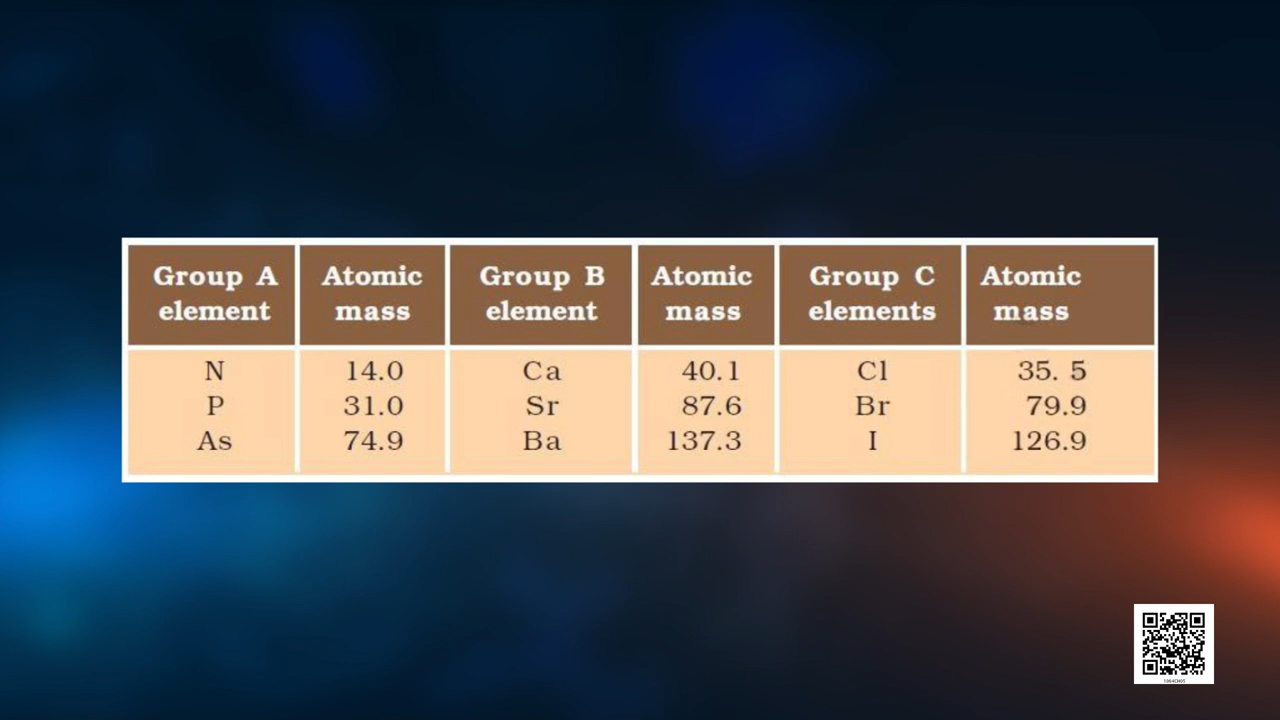 Group A element Atomic mass Group B element Atomic mass Group C elements Atomic mass
N 14.0 Ca 40.1 Cl 35. 5
P 31.0 Sr 87.6 Br 79.9
As 74.9 Ba 137.3 I 126.9